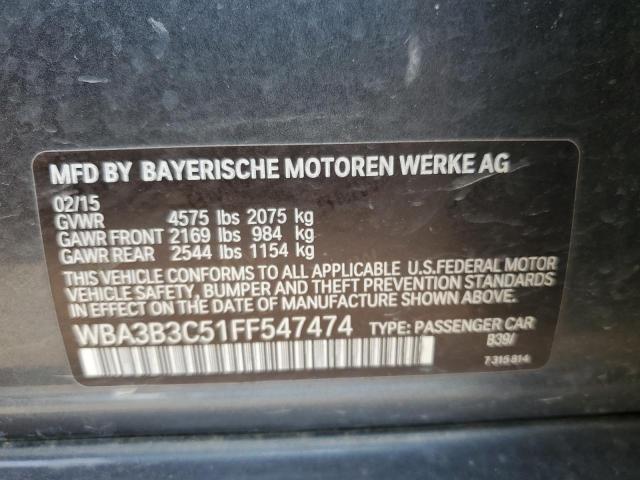 MFD BY BAYERISCHE MOTOREN WERKE AG
02/15
GVWR 4575 lbs 2075 kg
GAWR FRONT 2169 lbs 984 kg
GAWR REAR 2544 lbs 1154 kg
THIS VEHICLE CONFORMS TO ALL APPLICABLE U.S.FEDERAL MOTOR
VEHICLE SAFETY, BUMPER AND THEFT PREVENTION STANDARDS
IN EFFECT ON THE DATE OF MANUFACTURE SHOWN ABOVE.
WBA3B3C51FF547474 TYPE: PASSENGER CAR
B39/
7 315 814